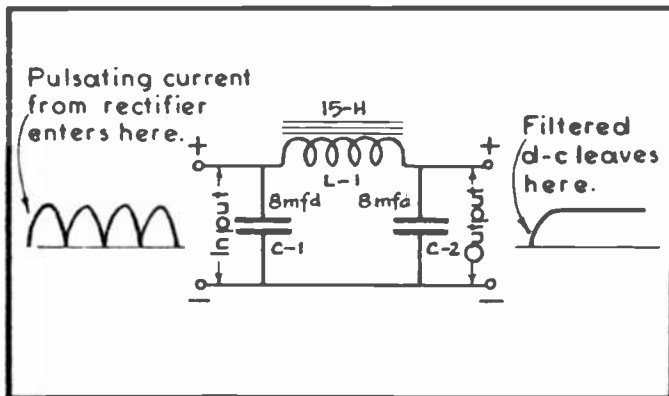 Pulsating current
from rectifier
enters here.
15-H
Filtered
d-c leaves
here.
+
+
L-1
8mfd
8mfd
Input
Output
C-1
C-2
—
—